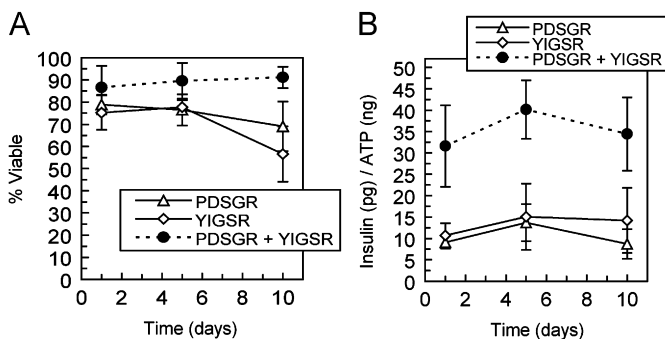 A
100
90
80
70
60
50
40
30
20
10
0
% Viable
PDSGR
YIGSR
PDSGR + YIGSR
0 2 4 6 8 10
Time (days)
B
PDSGR
YIGSR
PDSGR + YIGSR
50
45
40
35
30
25
20
15
10
5
0
Insulin (pg) / ATP (ng)
0 2 4 6 8 10
Time (days)